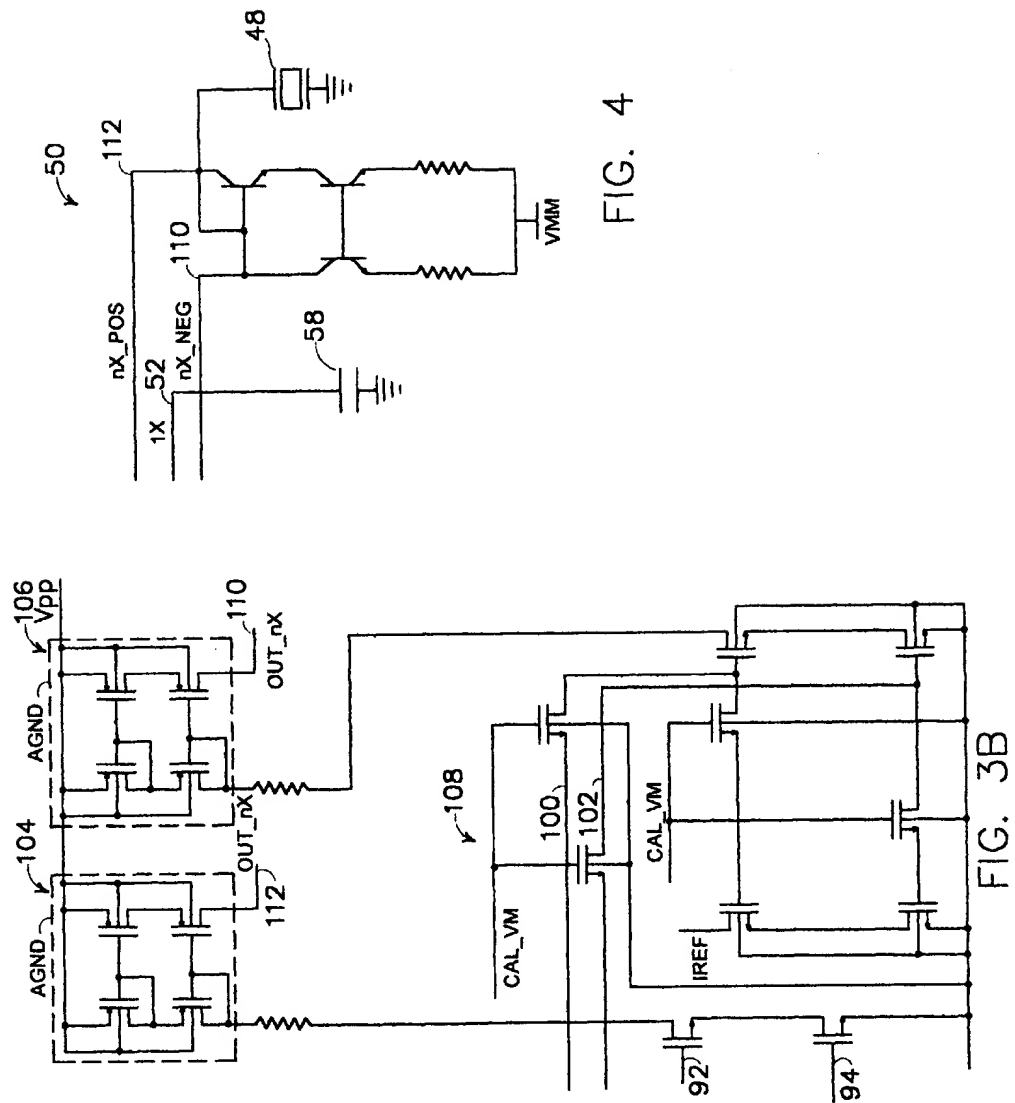 50
112
48
nX_POS
110
52
1X
nX_NEG
58
VMM
FIG. 4
106
Vpp
AGND
110
OUT_nX
104
AGND
OUT_nX
112
108
CAL_VM
100
102
CAL_VM
IREF
92
94
FIG. 3B